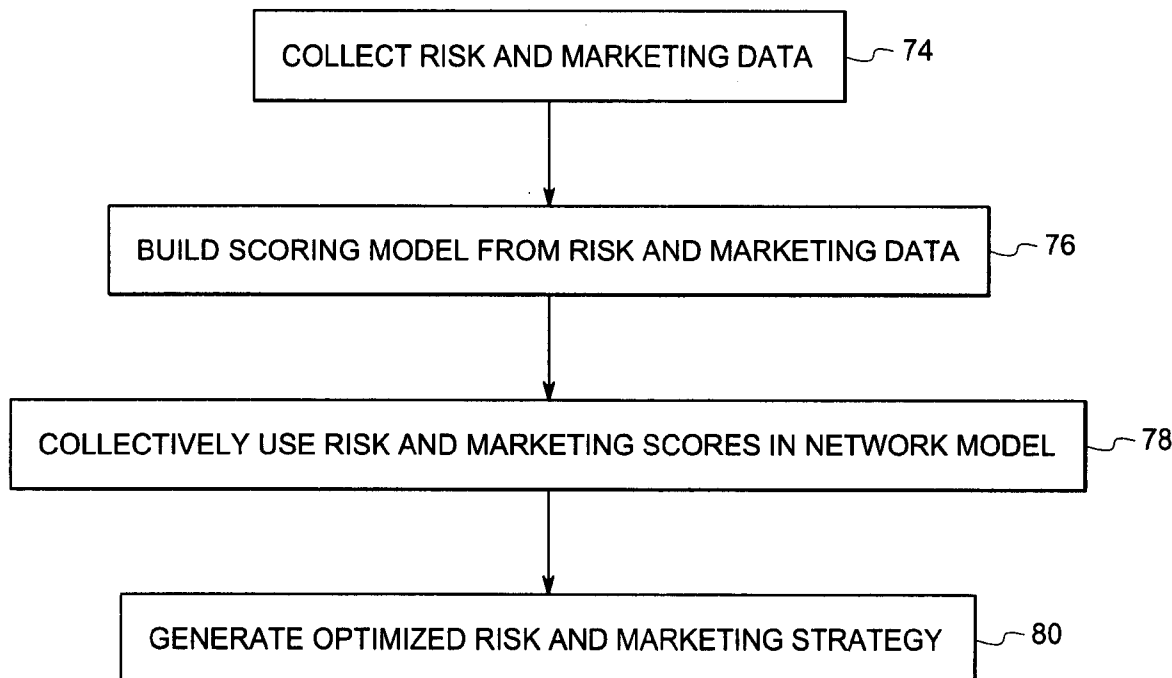 COLLECT RISK AND MARKETING DATA
74
BUILD SCORING MODEL FROM RISK AND MARKETING DATA
76
COLLECTIVELY USE RISK AND MARKETING SCORES IN NETWORK MODEL
78
GENERATE OPTIMIZED RISK AND MARKETING STRATEGY
80